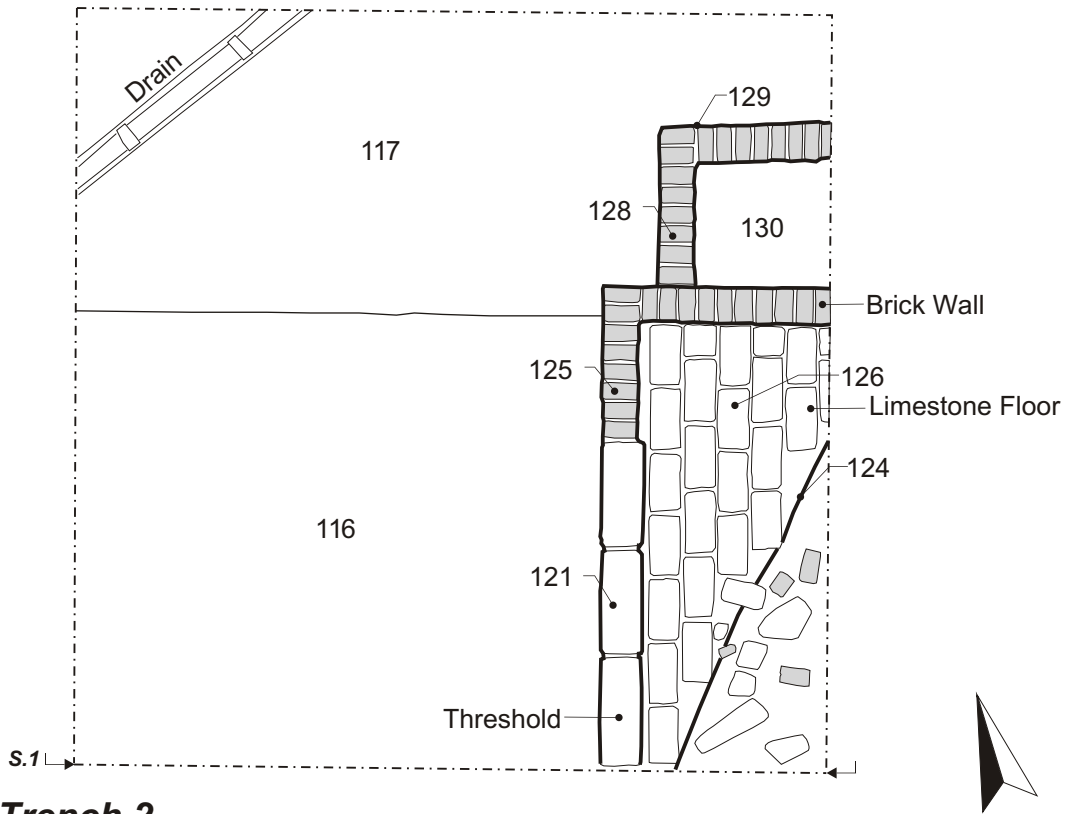 Drain
129
117
128
130
Brick Wall
125
126
Limestone Floor
124
116
121
Threshold
S.1
Trench 2